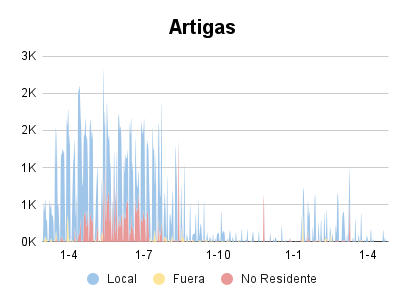 Artigas
3K
2K
2K
1K
1K
0K
1-4 1-7 1-10 1-1 1-4
Local Fuera No Residente